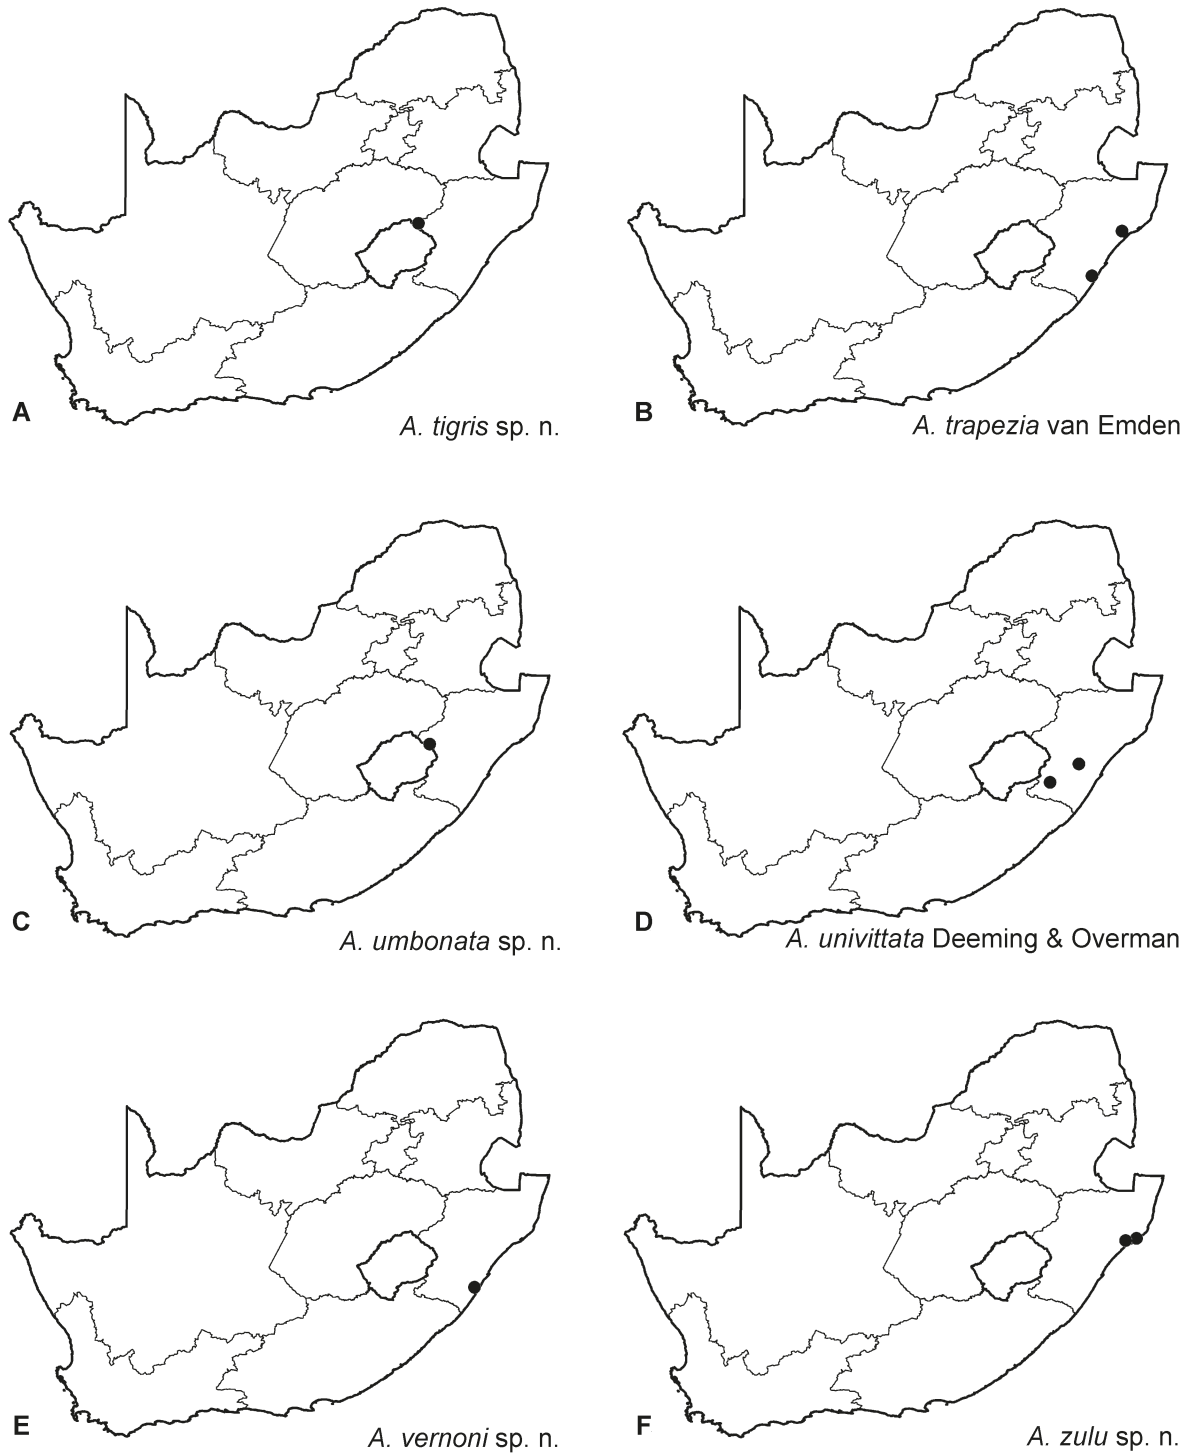 A
A. tigris sp. n.
B
A. trapezia van Emden
C
A. umbonata sp. n.
D
A. univittata Deeming & Overman
E
A. vernoni sp. n.
F
A. zulu sp. n.